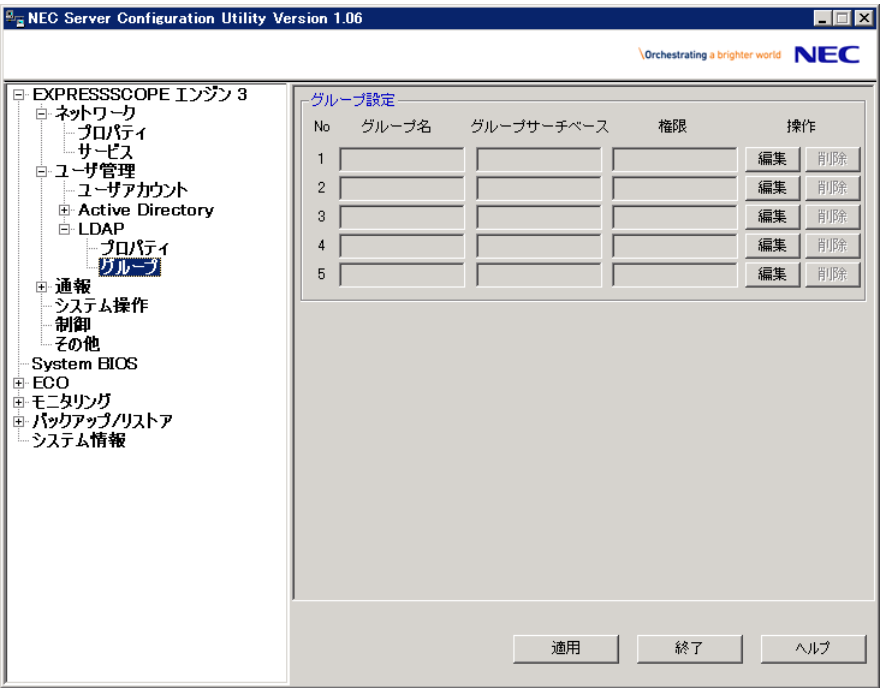 NEC Server Configuration Utility Version 1.06
\Orchestrating a brighter world NEC
EXPRESSSCOPE エンジン 3
ネットワーク
プロパティ
サービス
ユーザ管理
ユーザアカウント
Active Directory
LDAP
プロパティ
グループ
通報
システム操作
制御
その他
System BIOS
ECO
モニタリング
バックアップ/リストア
システム情報
グループ設定
No グループ名 グループサーチベース 権限 操作
1 編集 削除
2 編集 削除
3 編集 削除
4 編集 削除
5 編集 削除
適用 終了 ヘルプ